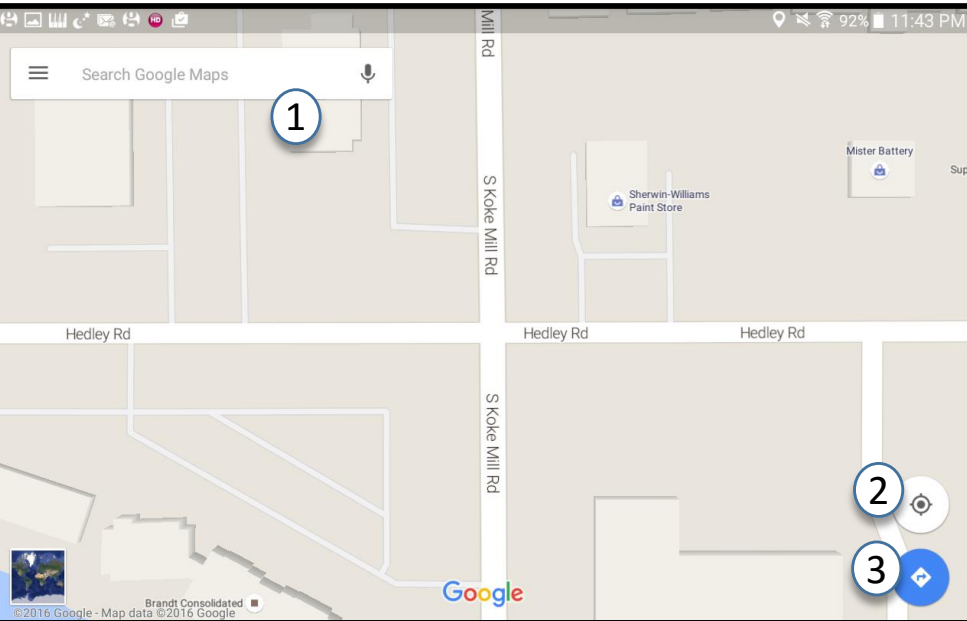 HD
92% 11:43 PM
Mill Rd
Search Google Maps
1
Mister Battery
Sup
Sherwin-Williams
Paint Store
S Koke Mill Rd
Hedley Rd
Hedley Rd
Hedley Rd
S Koke Mill Rd
2
3
Google
Brandt Consolidated
©2016 Google - Map data ©2016 Google